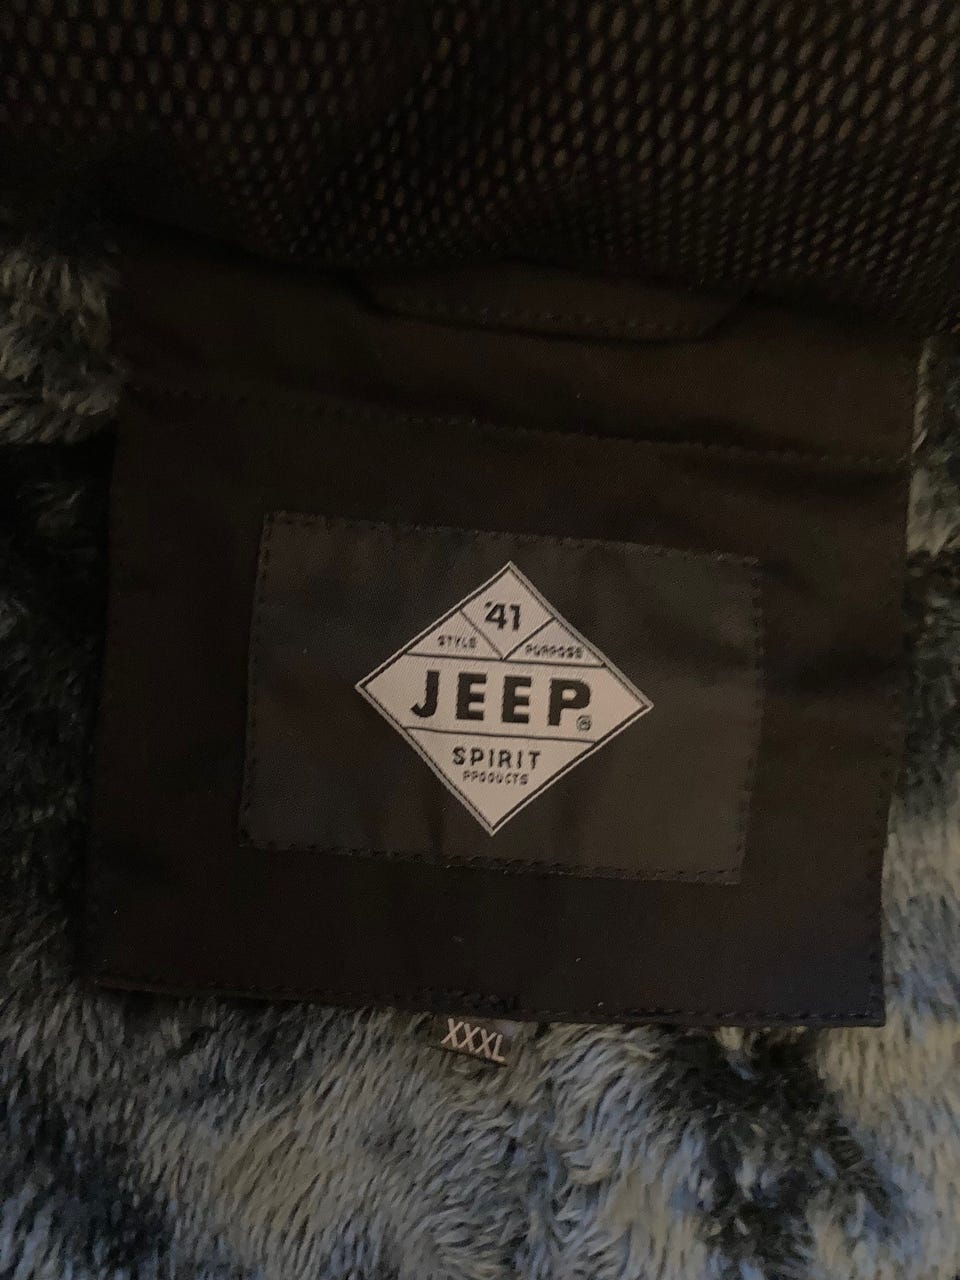 '41
STYLE PURPOSE
JEEP®
SPIRIT
PRODUCTS
XXXL